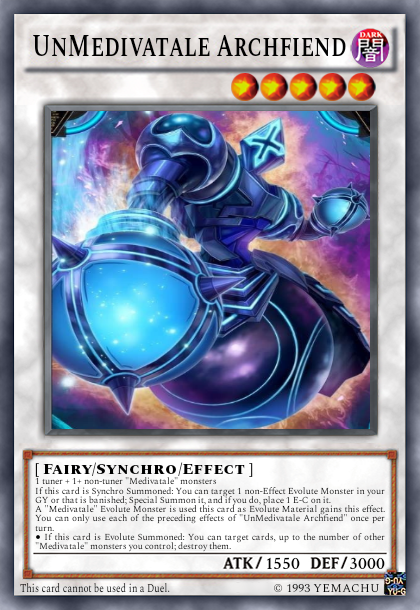 UnMedivatale Archfiend
DARK
闇
[ Fairy/Synchro/Effect ]
1 tuner + 1+ non-tuner "Medivatale" monsters
If this card is Synchro Summoned: You can target 1 non-Effect Evolute Monster in your
GY or that is banished; Special Summon it, and if you do, place 1 E-C on it.
A "Medivatale" Evolute Monster is used this card as Evolute Material gains this effect.
You can only use each of the preceding effects of "UnMedivatale Archfiend" once per
turn.
● If this card is Evolute Summoned: You can target cards, up to the number of other
"Medivatale" monsters you control; destroy them.
ATK/1550 DEF/3000
This card cannot be used in a Duel.
© 1993 YEMACHU